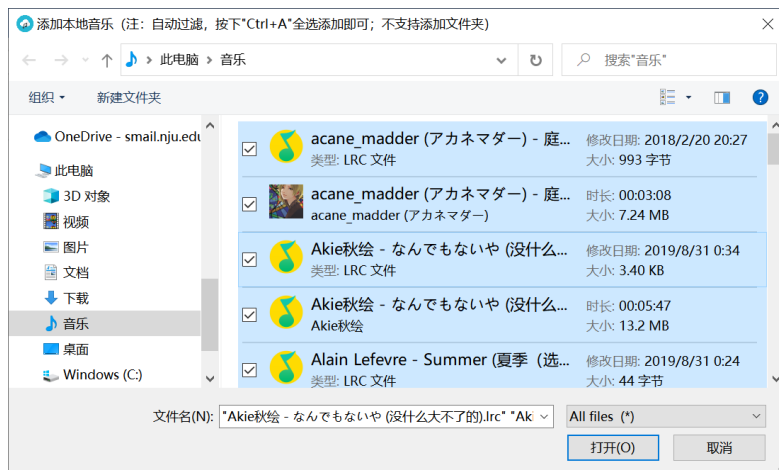 添加本地音乐（注：自动过滤，按下"Ctrl+A"全选添加即可；不支持添加文件夹）
此电脑 音乐
搜索"音乐"
组织 新建文件夹
OneDrive - smail.nju.edu
此电脑
3D 对象
视频
图片
文档
下载
音乐
桌面
Windows (C:)
acane_madder (アカネマダー) - 庭... 修改日期: 2018/2/20 20:27
类型: LRC 文件 大小: 993 字节
acane_madder (アカネマダー) - 庭... 时长: 00:03:08
acane_madder (アカネマダー) 大小: 7.24 MB
Akie秋绘 - なんでもないや (没什么... 修改日期: 2019/8/31 0:34
类型: LRC 文件 大小: 3.40 KB
Akie秋绘 - なんでもないや (没什么... 时长: 00:05:47
Akie秋绘 大小: 13.2 MB
Alain Lefevre - Summer (夏季（选... 修改日期: 2019/8/31 0:24
类型: LRC 文件 大小: 44 字节
文件名(N): "Akie秋绘 - なんでもないや (没什么大不了的).lrc" "Aki All files (*)
打开(O) 取消